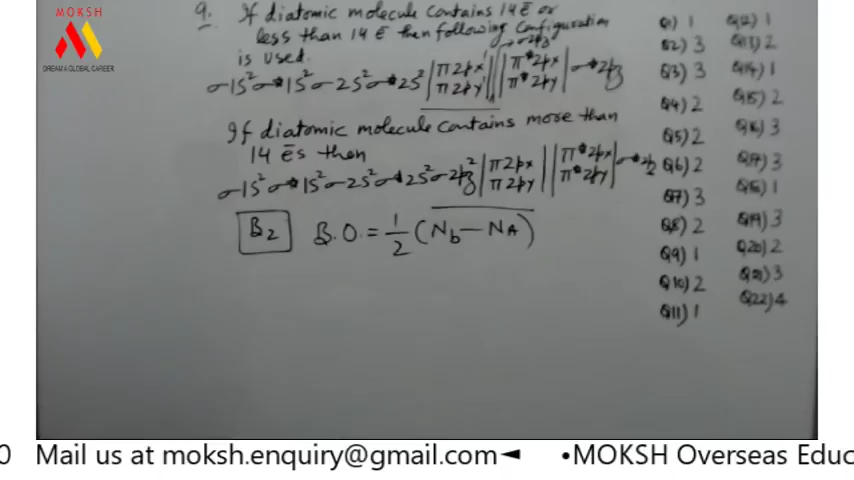 MOKSH
DREAM A GLOBAL CAREER
9. If diatomic molecule contains 14 ē or
less than 14 ē then following configuration
is used.
σ1S² σ*1S² σ2S² σ*2S² |π2px' π2py'| σ2pz |π*2px π*2py| σ*2pz
If diatomic molecule contains more than
14 ēs then
σ1S² σ*1S² σ2S² σ*2S² σ2pz² |π2px π2py| |π*2px π*2py| σ*2pz
B2 B.O. = 1/2 (Nb - NA)
Q1) 1
Q2) 3
Q3) 3
Q4) 2
Q5) 2
Q6) 2
Q7) 3
Q8) 2
Q9) 1
Q10) 2
Q11) 1
Q12) 1
Q13) 2
Q14) 1
Q15) 2
Q16) 3
Q17) 3
Q18) 1
Q19) 3
Q20) 2
Q21) 3
Q22) 4
0 Mail us at moksh.enquiry@gmail.com◄ •MOKSH Overseas Educ